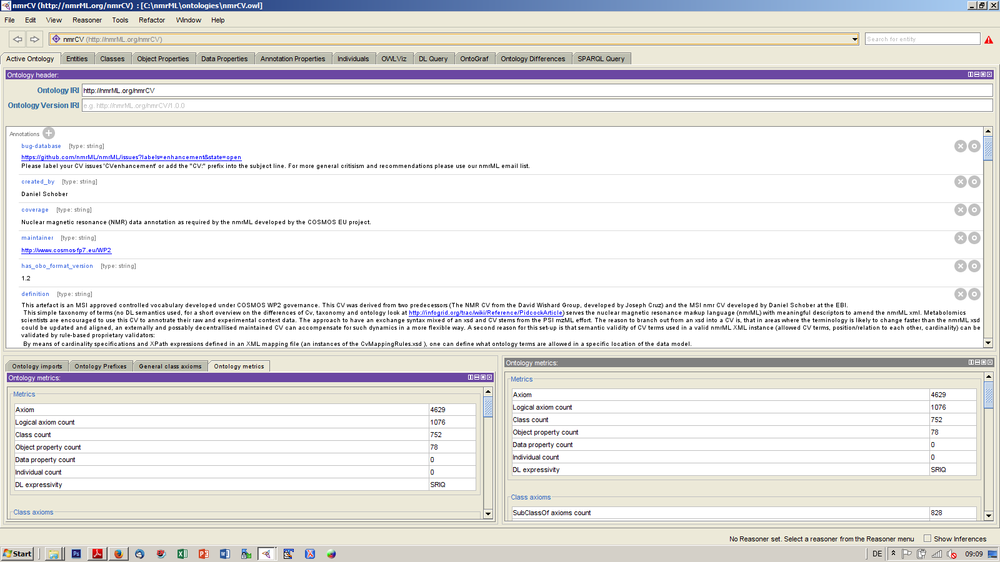 nmrCV (http://nmrML.org/nmrCV) : [C:\nmrML\ontologies\nmrCV.owl]
File Edit View Reasoner Tools Refactor Window Help
nmrCV (http://nmrML.org/nmrCV)
Search for entity
Active Ontology Entities Classes Object Properties Data Properties Annotation Properties Individuals OWLViz DL Query OntoGraf Ontology Differences SPARQL Query
Ontology header:
Ontology IRI http://nmrML.org/nmrCV
Ontology Version IRI e.g. http://nmrML.org/nmrCV/1.0.0
Annotations
bug-database [type: string]
https://github.com/nmrML/nmrML/issues?labels=enhancement&state=open
Please label your CV issues 'CVenhancement' or add the "CV:" prefix into the subject line. For more general critisism and recommendations please use our nmrML email list.
created_by [type: string]
Daniel Schober
coverage [type: string]
Nuclear magnetic resonance (NMR) data annotation as required by the nmrML developed by the COSMOS EU project.
maintainer [type: string]
http://www.cosmos-fp7.eu/WP2
has_obo_format_version [type: string]
1.2
definition [type: string]
This artefact is an MSI approved controlled vocabulary developed under COSMOS WP2 governance. This CV was derived from two predecessors (The NMR CV from the David Wishard Group, developed by Joseph Cruz) and the MSI nmr CV developed by Daniel Schober at the EBI.
This simple taxonomy of terms (no DL semantics used, for a short overview on the differences of Cv, taxonomy and ontology look at http://infogrid.org/trac/wiki/Reference/PidcockArticle) serves the nuclear magnetic resonance markup language (nmrML) with meaningful descriptors to amend the nmrML xml. Metabolomics
scientists are encouraged to use this CV to annotate their raw and experimental context data. The approach to have an exchange syntax mixed of an xsd and CV stems from the PSI mzML effort. The reason to branch out from an xsd into a CV is, that in areas where the terminology is likely to change faster than the nmrML xsd
could be updated and aligned, an externally and possably decentrallised maintained CV can accompensate for such dynamics in a more flexible way. A second reason for this set-up is that semantic validity of CV terms used in a valid nmrML XML instance (allowed CV terms, position/relation to each other, cardinality) can be
validated by rule-based proprietary validators:
By means of cardinality specifications and XPath expressions defined in an XML mapping file (an instances of the CvMappingRules.xsd ), one can define what ontology terms are allowed in a specific location of the data model.
Ontology imports Ontology Prefixes General class axioms Ontology metrics
Ontology metrics:
Metrics
Axiom 4629
Logical axiom count 1076
Class count 752
Object property count 78
Data property count 0
Individual count 0
DL expressivity SRIQ
Class axioms
Ontology metrics:
Metrics
Axiom 4629
Logical axiom count 1076
Class count 752
Object property count 78
Data property count 0
Individual count 0
DL expressivity SRIQ
Class axioms
SubClassOf axioms count 828
No Reasoner set. Select a reasoner from the Reasoner menu Show Inferences
Start DE 09:09